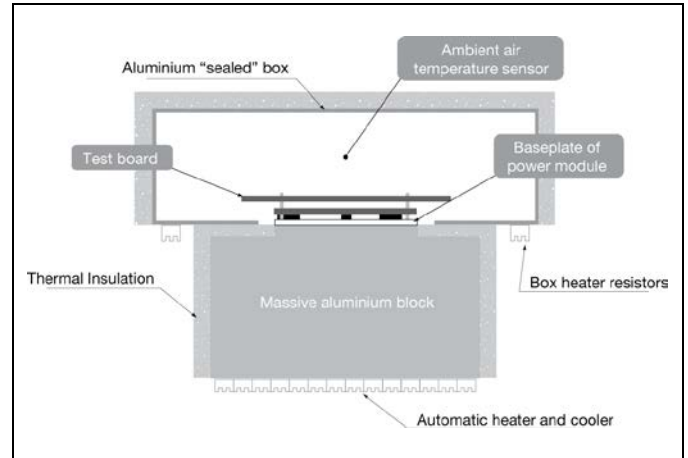 Ambient air
temperature sensor
Aluminium “sealed” box
Test board
Baseplate of
power module
Thermal Insulation
Box heater resistors
Massive aluminium block
Automatic heater and cooler